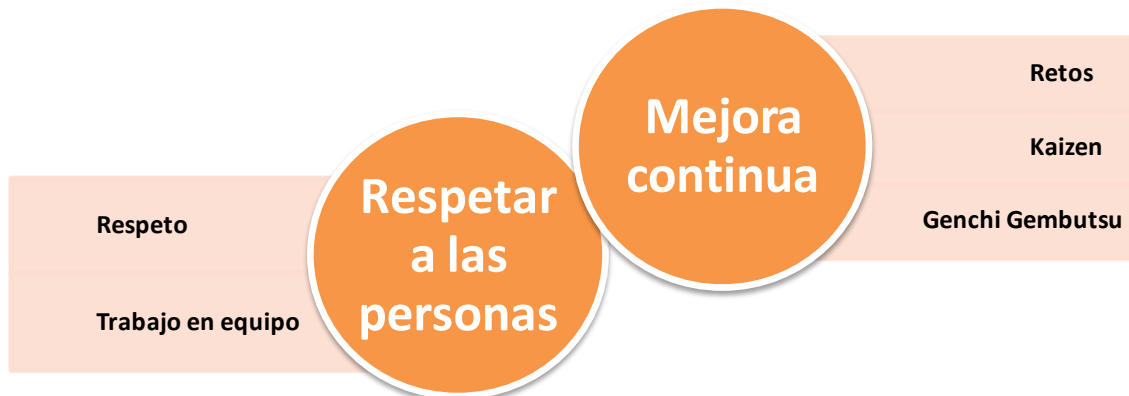 Respeto
Trabajo en equipo
Respetar
a las
personas
Mejora
continua
Retos
Kaizen
Genchi Gembutsu